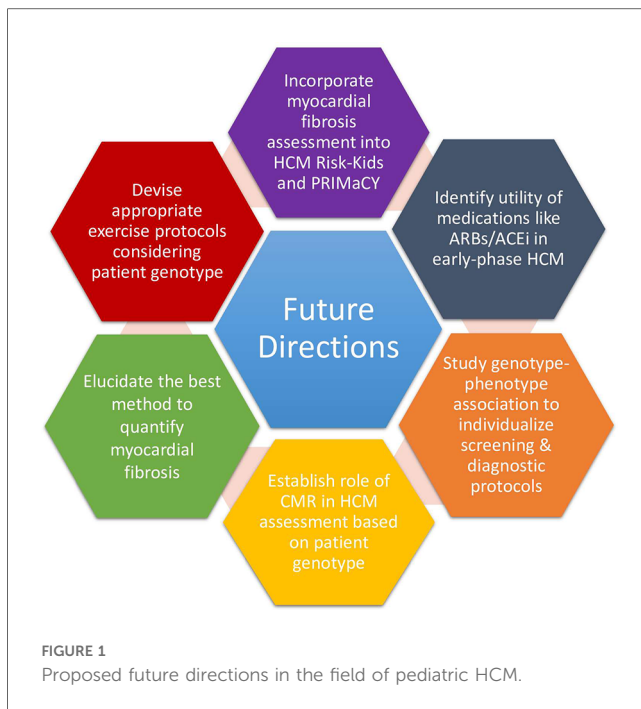 Incorporate
myocardial fibrosis
assessment into
HCM Risk-Kids
and PRIMaCY
Identify utility of
medications like
ARBs/ACEi in
early-phase HCM
Study genotype-
phenotype
association to
individualize
screening &
diagnostic
protocols
Establish role of
CMR in HCM
assessment based
on patient
genotype
Elucidate the best
method to
quantify
myocardial
fibrosis
Devise
appropriate
exercise protocols
considering
patient genotype
Future
Directions
FIGURE 1
Proposed future directions in the field of pediatric HCM.